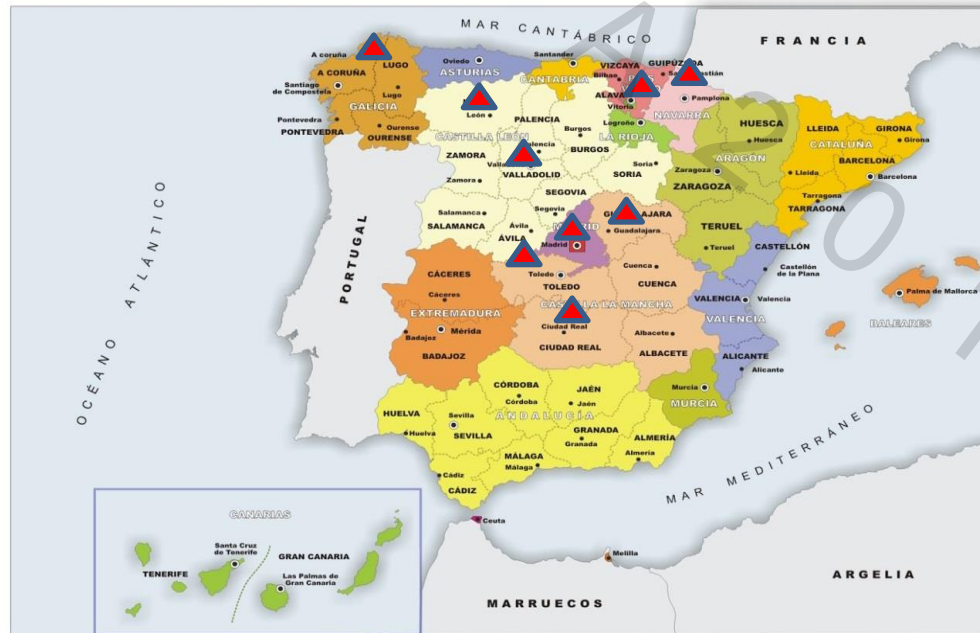 MAR CANTÁBRICO
FRANCIA
A coruña
LUGO
Oviedo
ASTURIAS
Santander
CANTABRIA
VIZCAYA
Bilbao
GUIPÚZCOA
A CORUÑA
Santiago
de Compostela
Lugo
GALICIA
Pontevedra
PONTEVEDRA
Ourense
OURENSE
León
PALENCIA
CASTILLA LEÓN
Burgos
BURGOS
ALAVA
Vitoria
Logroño
LA RIOJA
Pamplona
NAVARRA
HUESCA
Huesca
ARAGÓN
Zaragoza
ZARAGOZA
LLEIDA
GIRONA
Girona
CATALUÑA
BARCELONA
Barcelona
Lleida
Tarragona
TARRAGONA
ZAMORA
Zamora
VALLADOLID
Soria
SORIA
SEGOVIA
Segovia
Salamanca
SALAMANCA
Ávila
ÁVILA
MADRID
Madrid
Guadalajara
TERUEL
Teruel
CASTELLÓN
Castellón
de la Plana
Cuenca
CUENCA
Toledo
TOLEDO
CASTILLA LA MANCHA
CÁCERES
Cáceres
EXTREMADURA
Badajoz
Mérida
BADAJOZ
Ciudad Real
CIUDAD REAL
Albacete
ALBACETE
VALENCIA
Valencia
VALENCIA
ALICANTE
Alicante
Palma de Mallorca
BALEARES
Murcia
MURCIA
CÓRDOBA
Córdoba
JAÉN
Jaén
ANDALUCÍA
HUELVA
Huelva
Sevilla
SEVILLA
GRANADA
Granada
ALMERÍA
Almería
MÁLAGA
Málaga
Cádiz
CÁDIZ
Ceuta
Melilla
OCÉANO ATLÁNTICO
PORTUGAL
MAR MEDITERRÁNEO
MARRUECOS
ARGELIA
CANARIAS
Santa Cruz
de Tenerife
TENERIFE
GRAN CANARIA
Las Palmas de
Gran Canaria